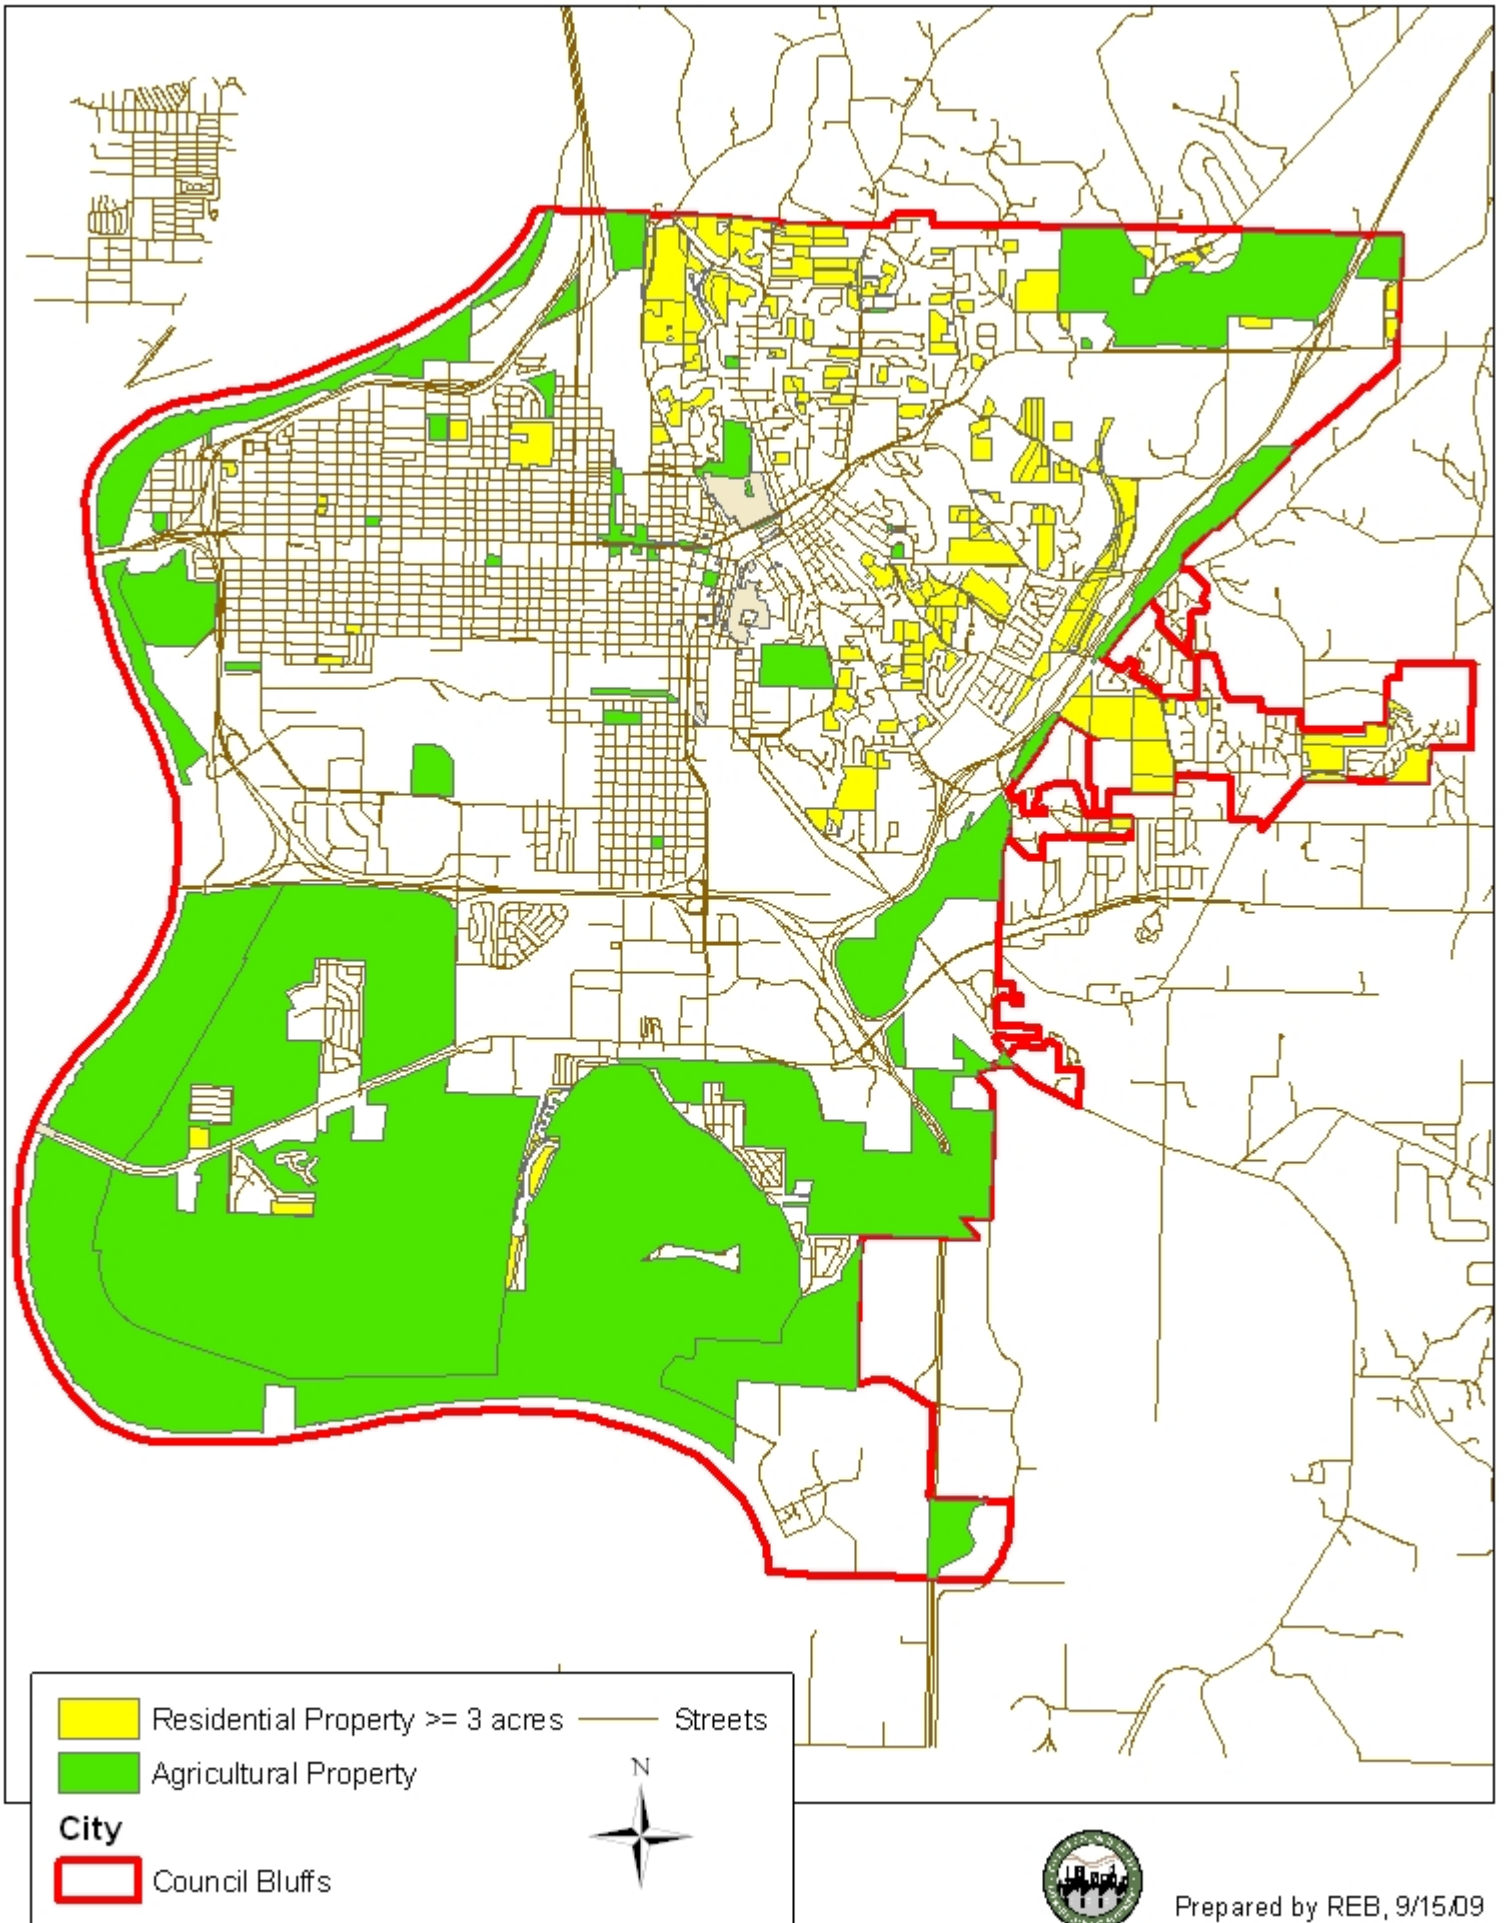 Residential Property >= 3 acres
Streets
Agricultural Property
N
City
Council Bluffs
Prepared by REB, 9/15/09